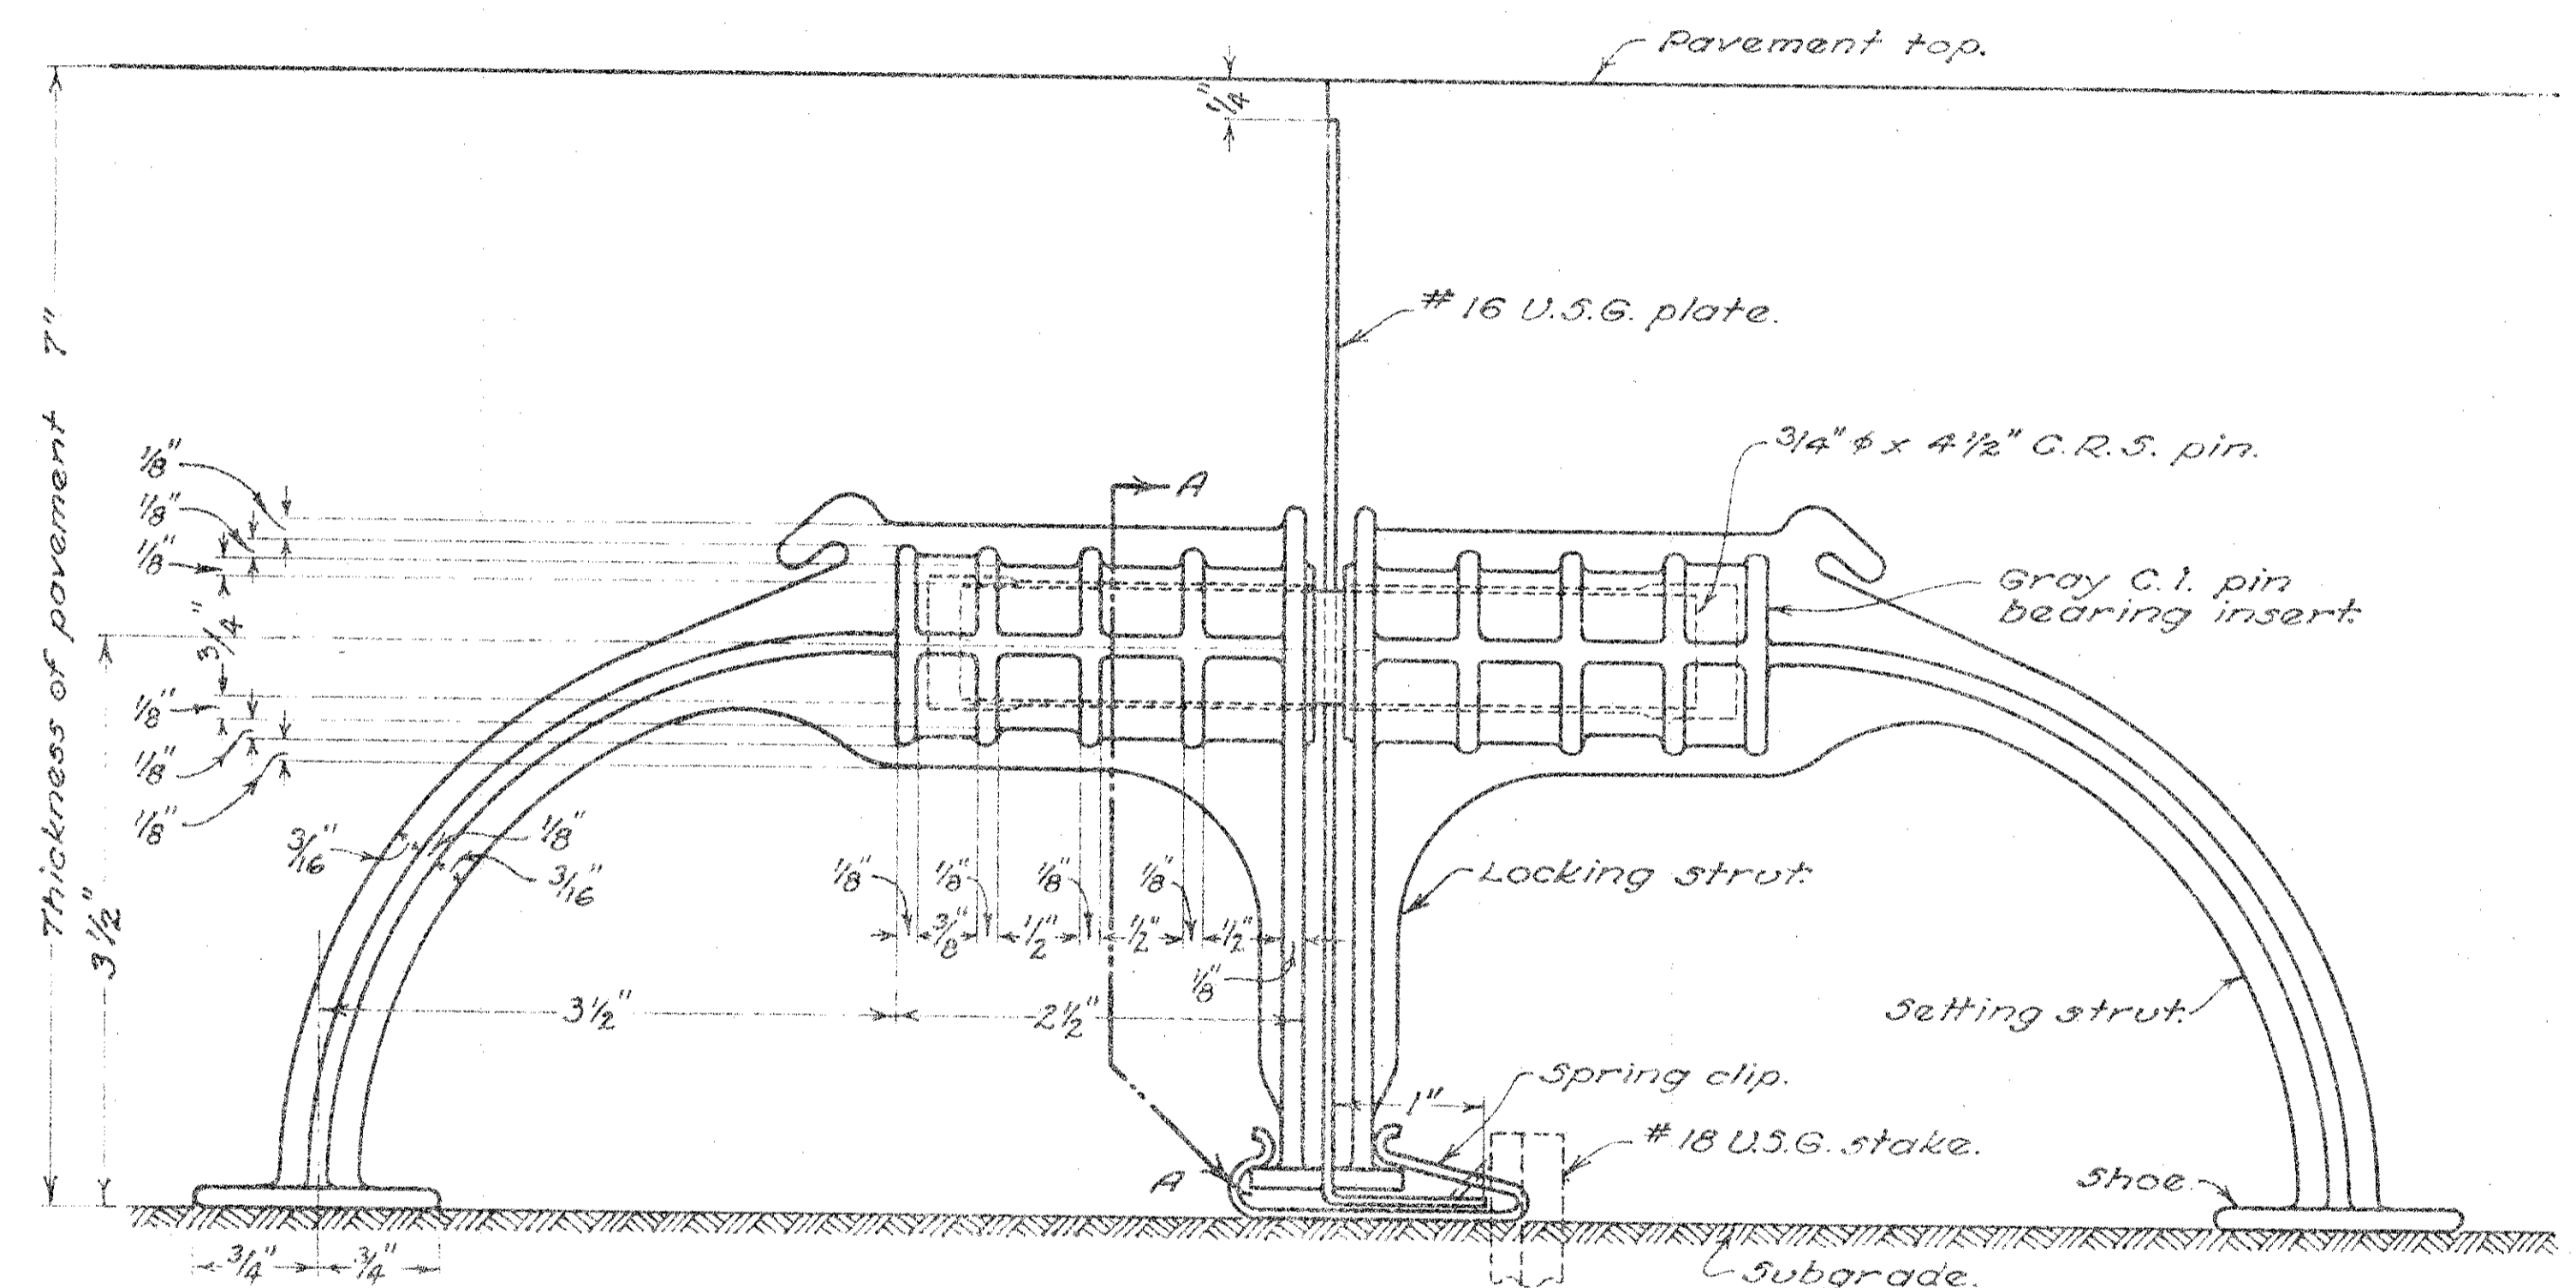 Pavement top.
1/4"
Thickness of pavement 7"
# 16 U.S.G. plate.
3/4" ϕ x 4 1/2" C.R.S. pin.
1/8"
1/8"
1/8"
A
Gray C.I. pin
bearing insert.
3/4"
1/8"
1/8"
1/8"
3 1/2"
3/16"
1/8"
3/16"
1/8" 1/8" 1/8" 1/8"
Locking strut.
3/8" 1/2" 1/2" 1/2"
1/8"
3 1/2" 2 1/2"
Setting strut.
Spring clip.
1"
# 18 U.S.G. stake.
A
Shoe.
3/4" 3/4"
Subgrade.